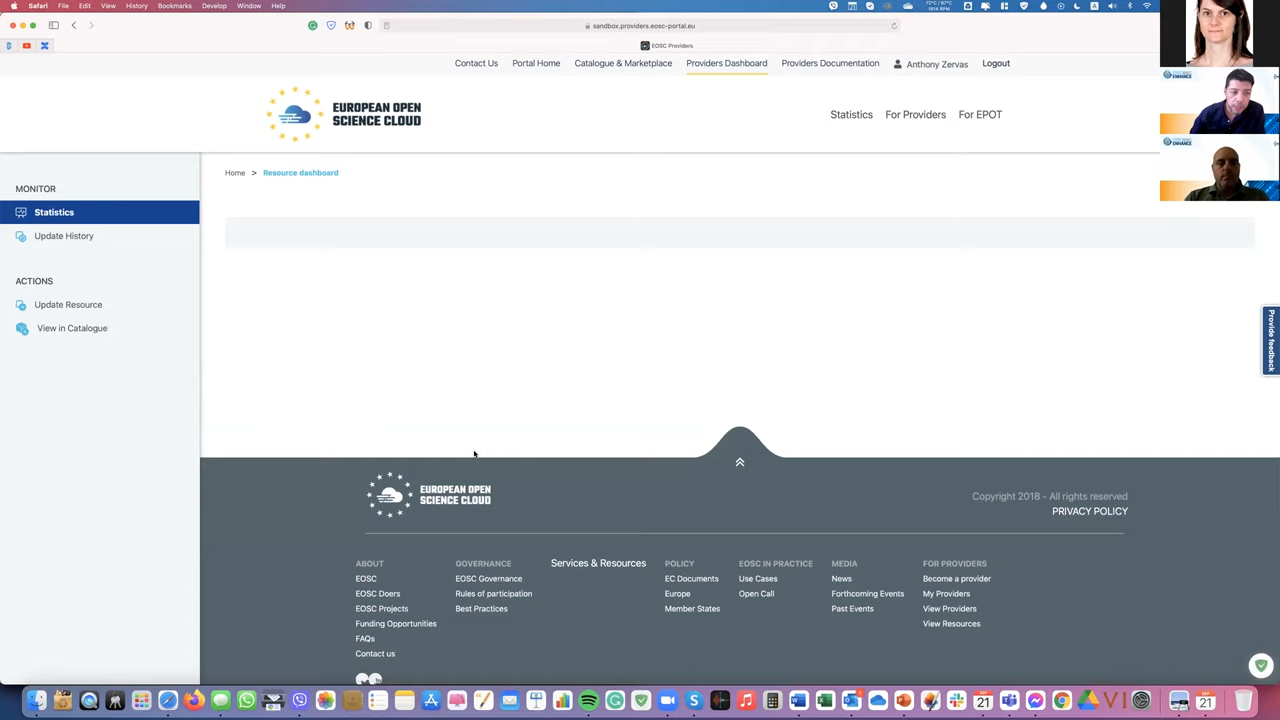 Safari File Edit View History Bookmarks Develop Window Help
sandbox.providers.eosc-portal.eu
EOSC Providers
Contact Us Portal Home Catalogue & Marketplace Providers Dashboard Providers Documentation Anthony Zervas Logout
EUROPEAN OPEN
SCIENCE CLOUD
Statistics For Providers For EPOT
Home > Resource dashboard
MONITOR
Statistics
Update History
ACTIONS
Update Resource
View in Catalogue
Provide feedback
EUROPEAN OPEN
SCIENCE CLOUD
Copyright 2018 - All rights reserved
PRIVACY POLICY
ABOUT
EOSC
EOSC Doers
EOSC Projects
Funding Opportunities
FAQs
Contact us
GOVERNANCE
EOSC Governance
Rules of participation
Best Practices
Services & Resources
POLICY
EC Documents
Europe
Member States
EOSC IN PRACTICE
Use Cases
Open Call
MEDIA
News
Forthcoming Events
Past Events
FOR PROVIDERS
Become a provider
My Providers
View Providers
View Resources
ENHANCE
ENHANCE
SEP
21
21